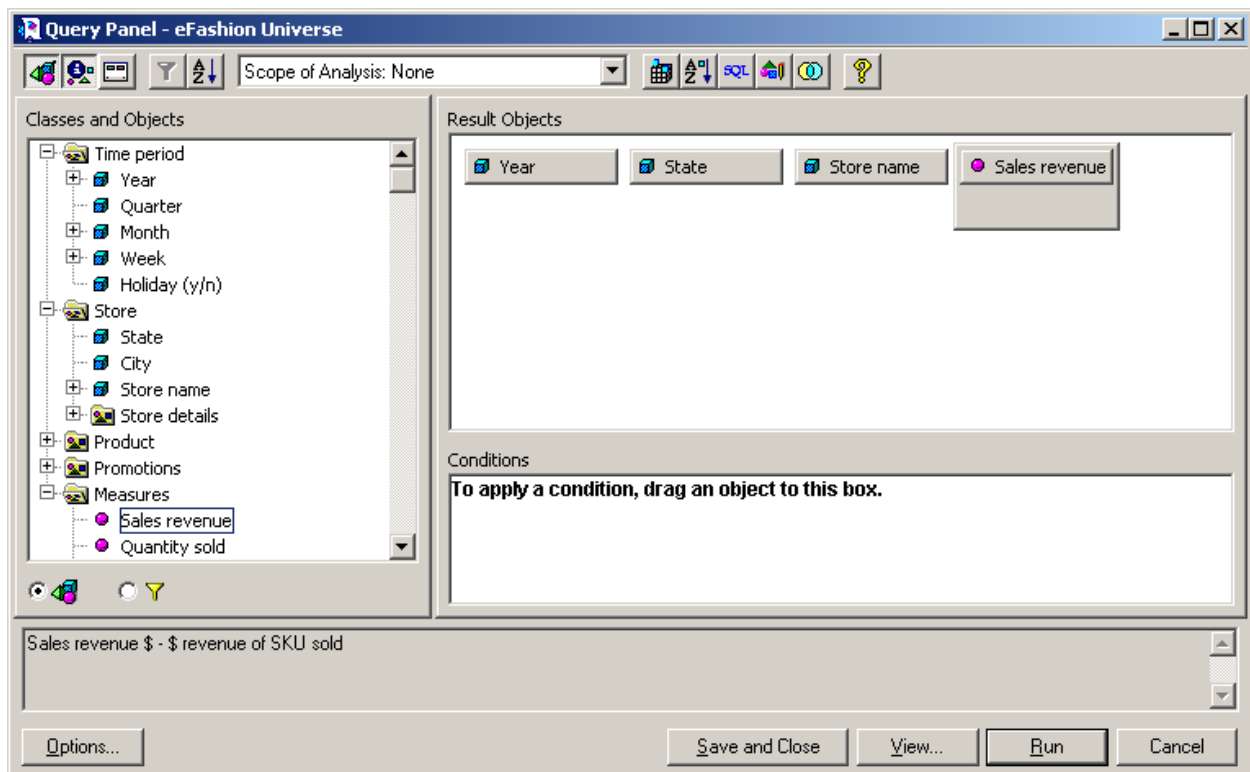 Query Panel - eFashion Universe
Scope of Analysis: None
SQL
Classes and Objects
Time period
Year
Quarter
Month
Week
Holiday (y/n)
Store
State
City
Store name
Store details
Product
Promotions
Measures
Sales revenue
Quantity sold
Result Objects
Year
State
Store name
Sales revenue
Conditions
To apply a condition, drag an object to this box.
Sales revenue $ - $ revenue of SKU sold
Options...
Save and Close
View...
Run
Cancel